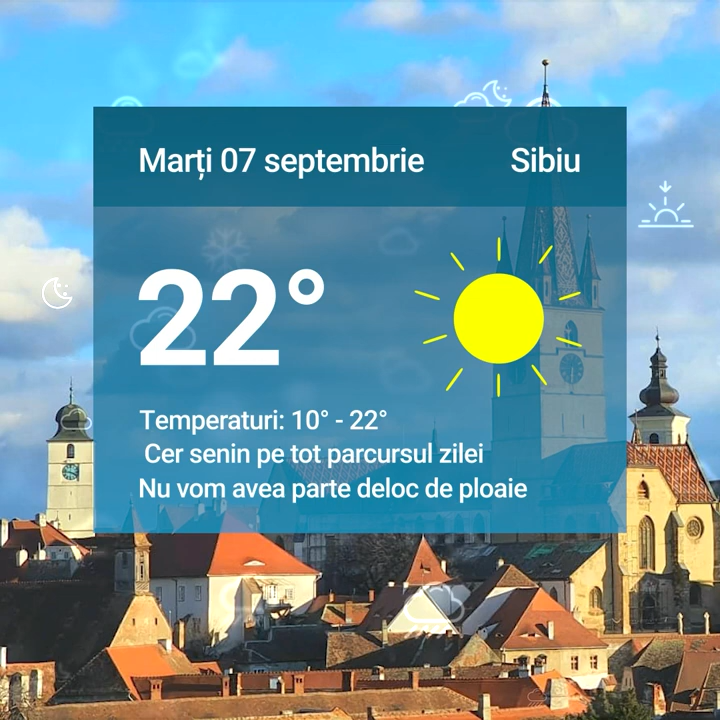 Marți 07 septembrie Sibiu
22°
Temperaturi: 10° - 22°
Cer senin pe tot parcursul zilei
Nu vom avea parte deloc de ploaie